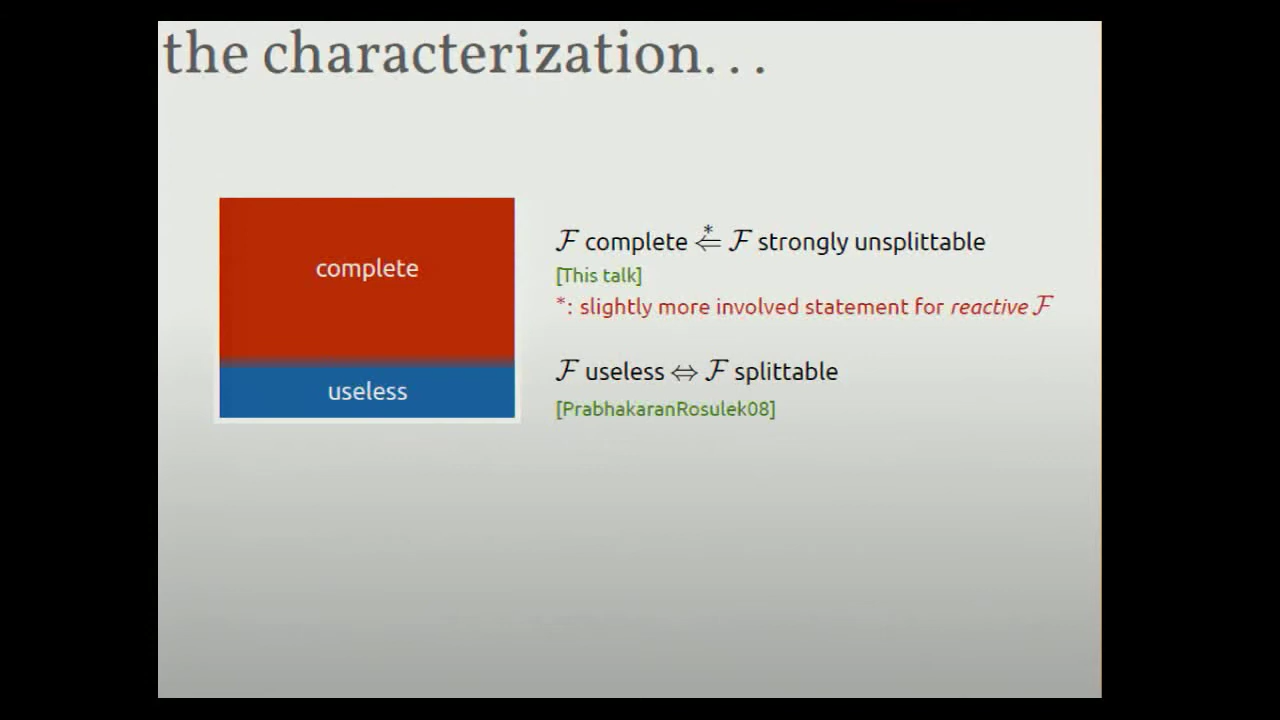 the characterization. . .
complete
useless
ℱ complete ⇐* ℱ strongly unsplittable
[This talk]
*: slightly more involved statement for reactive ℱ
ℱ useless ⇔ ℱ splittable
[PrabhakaranRosulek08]